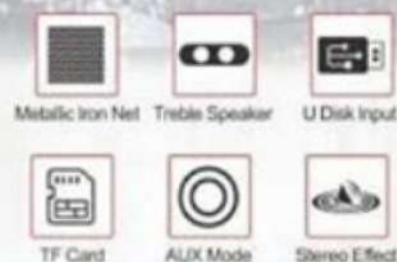 Metallic Iron Net Treble Speaker U Disk Input
TF Card AUX Mode Stereo Effect